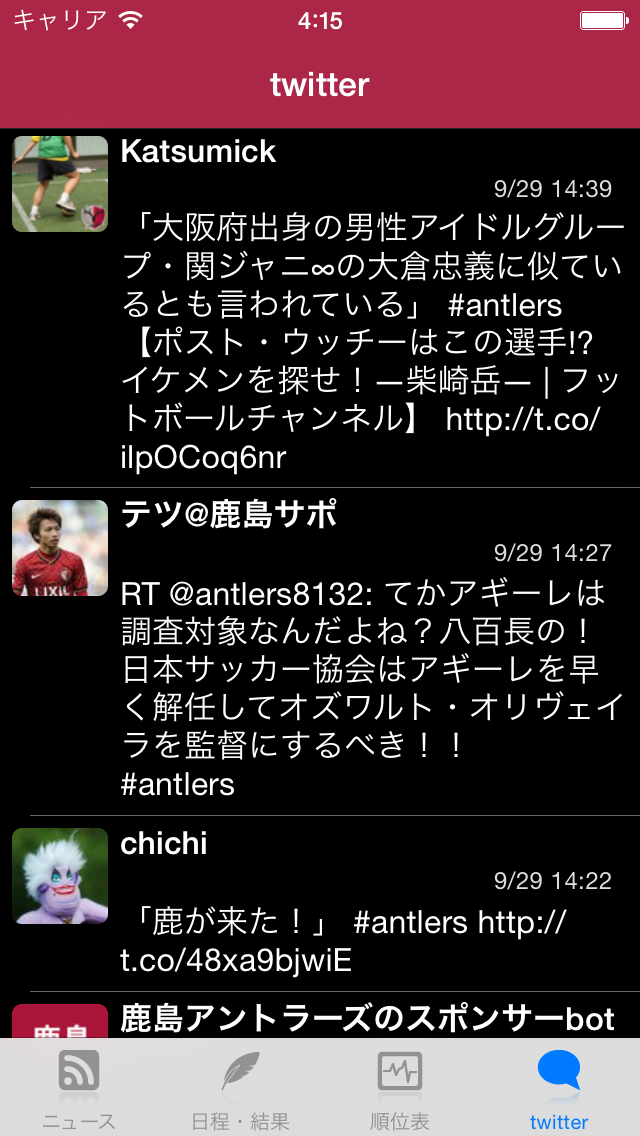 キャリア 4:15
twitter
Katsumick
9/29 14:39
「大阪府出身の男性アイドルグルー
プ・関ジャニ∞の大倉忠義に似てい
るとも言われている」 #antlers
【ポスト・ウッチーはこの選手!?
イケメンを探せ！—柴崎岳— | フッ
トボールチャンネル】 http://t.co/
ilpOCoq6nr
テツ@鹿島サポ
9/29 14:27
RT @antlers8132: てかアギーレは
調査対象なんだよね？八百長の！
日本サッカー協会はアギーレを早
く解任してオズワルト・オリヴェイ
ラを監督にするべき！！
#antlers
LIXIL
chichi
9/29 14:22
「鹿が来た！」 #antlers http://
t.co/48xa9bjwiE
鹿島アントラーズのスポンサーbot
鹿島
ニュース 日程・結果 順位表 twitter